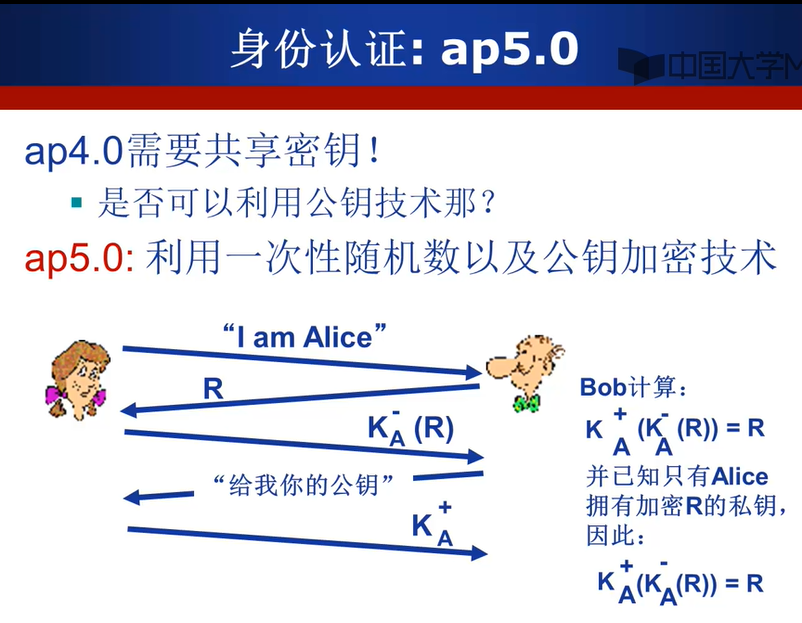 身份认证: ap5.0
中国大学M
ap4.0需要共享密钥！
是否可以利用公钥技术那？
ap5.0: 利用一次性随机数以及公钥加密技术
“I am Alice”
R
K_A^- (R)
“给我你的公钥”
K_A^+
Bob计算：
K_A^+ (K_A^- (R)) = R
并已知只有Alice
拥有加密R的私钥，
因此：
K_A^+ (K_A^- (R)) = R